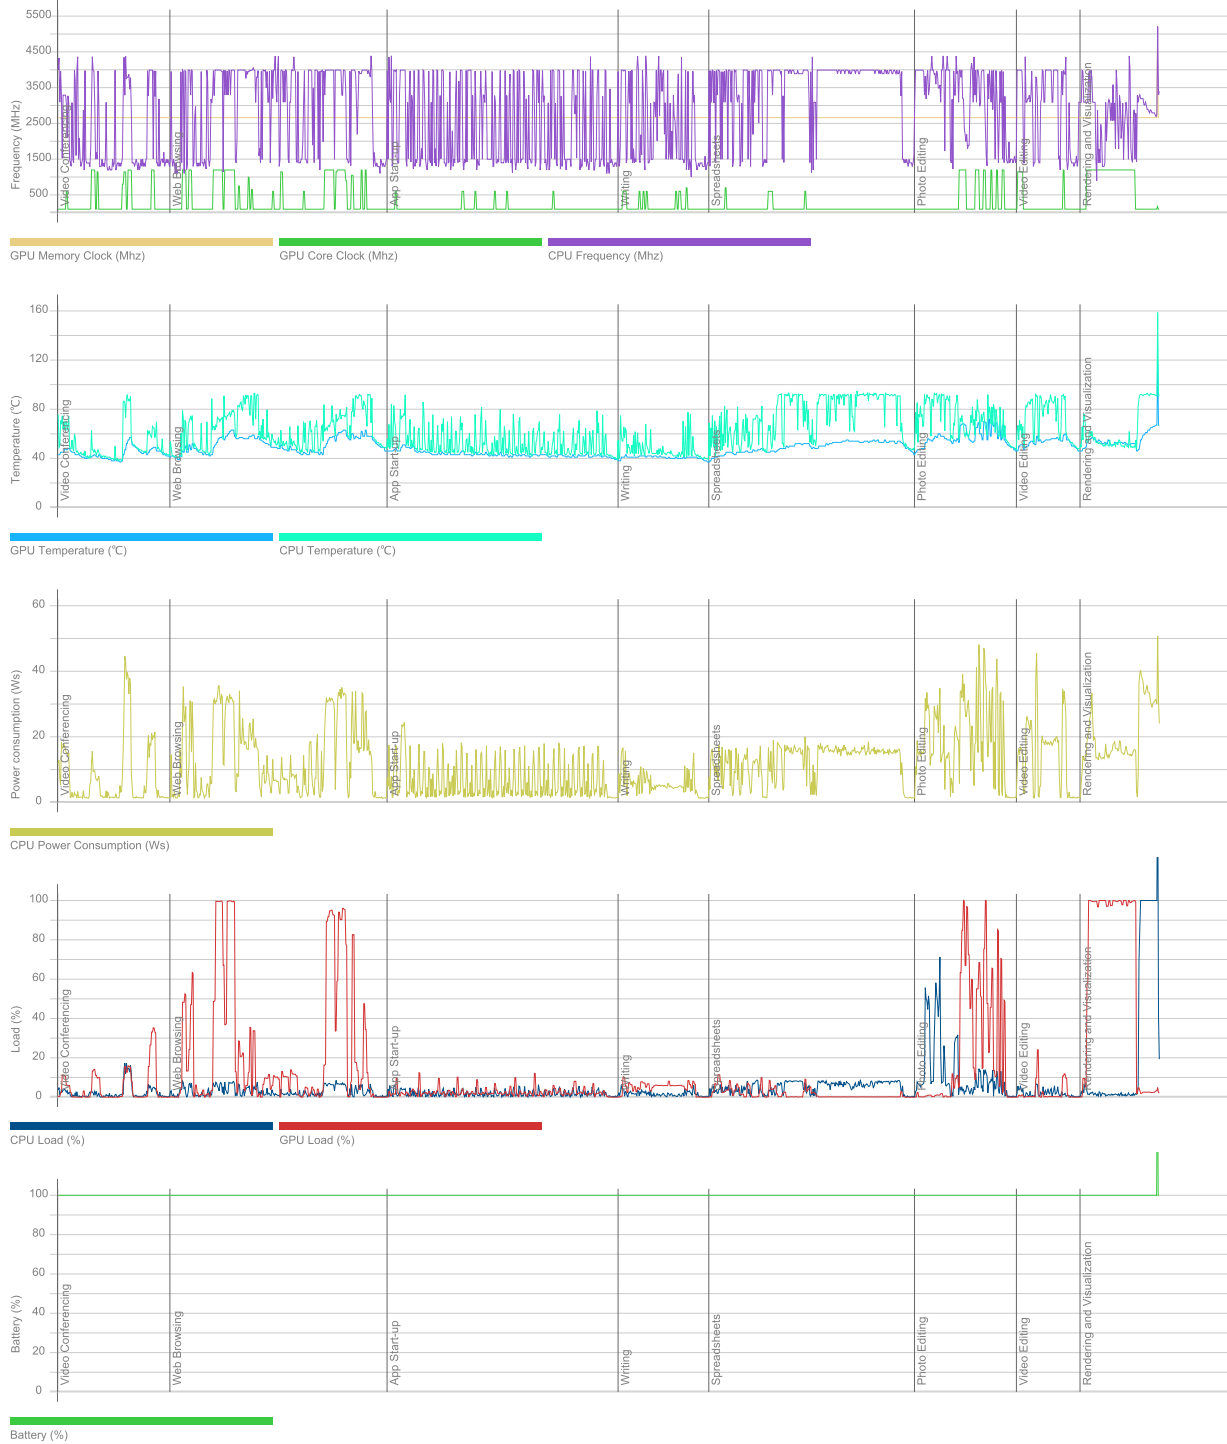 5500
4500
3500
2500
1500
500
Frequency (MHz)
Video Conferencing
Web Browsing
App Start-up
Writing
Spreadsheets
Photo Editing
Video Editing
Rendering and Visualization
GPU Memory Clock (Mhz)
GPU Core Clock (Mhz)
CPU Frequency (Mhz)
160
120
80
40
0
Temperature (℃)
Video Conferencing
Web Browsing
App Start-up
Writing
Spreadsheets
Photo Editing
Video Editing
Rendering and Visualization
GPU Temperature (℃)
CPU Temperature (℃)
60
40
20
0
Power consumption (Ws)
Video Conferencing
Web Browsing
App Start-up
Writing
Spreadsheets
Photo Editing
Video Editing
Rendering and Visualization
CPU Power Consumption (Ws)
100
80
60
40
20
0
Load (%)
Video Conferencing
Web Browsing
App Start-up
Writing
Spreadsheets
Photo Editing
Video Editing
Rendering and Visualization
CPU Load (%)
GPU Load (%)
100
80
60
40
20
0
Battery (%)
Video Conferencing
Web Browsing
App Start-up
Writing
Spreadsheets
Photo Editing
Video Editing
Rendering and Visualization
Battery (%)